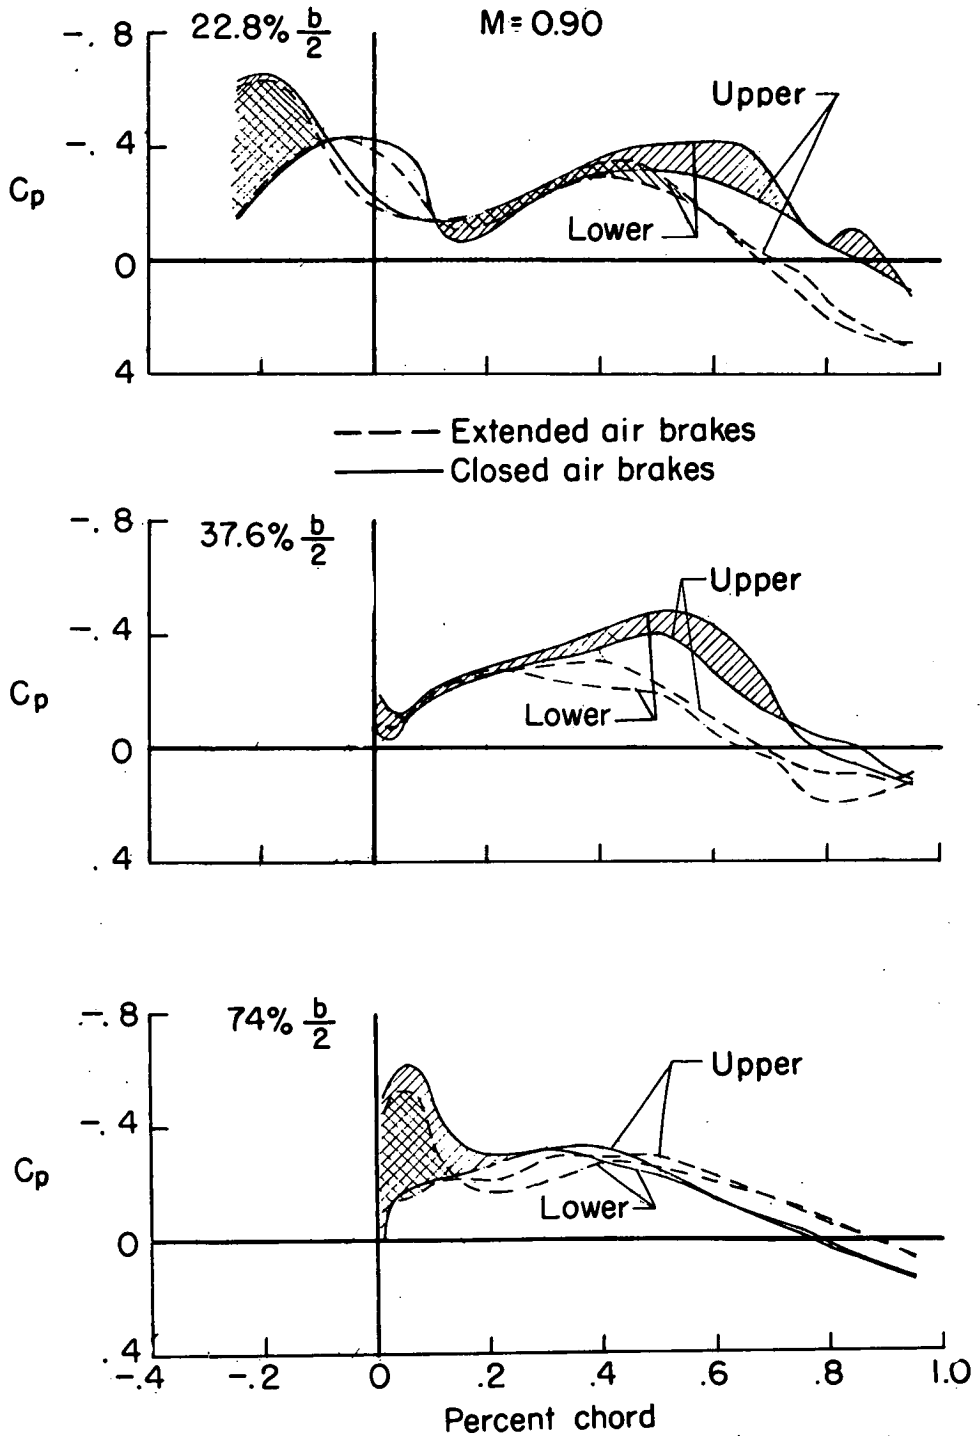 22.8% b/2
M = 0.90
-.8
-.4
0
4
Cp
Upper
Lower
Extended air brakes
Closed air brakes
37.6% b/2
-.8
-.4
0
.4
Cp
Upper
Lower
74% b/2
-.8
-.4
0
.4
Cp
Upper
Lower
-.4 -.2 0 .2 .4 .6 .8 1.0
Percent chord